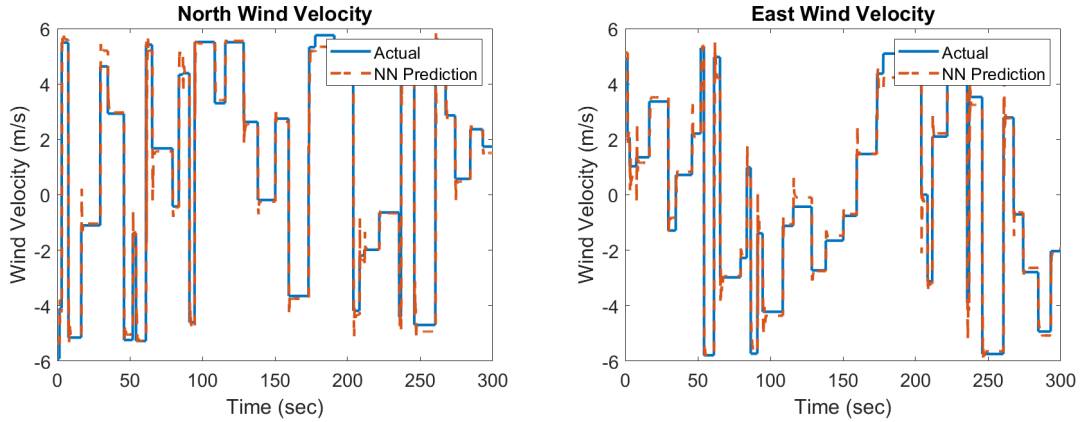 North Wind Velocity
6
4
2
0
-2
-4
-6
Wind Velocity (m/s)
0
50
100
150
200
250
300
Time (sec)
Actual
NN Prediction
East Wind Velocity
6
4
2
0
-2
-4
-6
Wind Velocity (m/s)
0
50
100
150
200
250
300
Time (sec)
Actual
NN Prediction